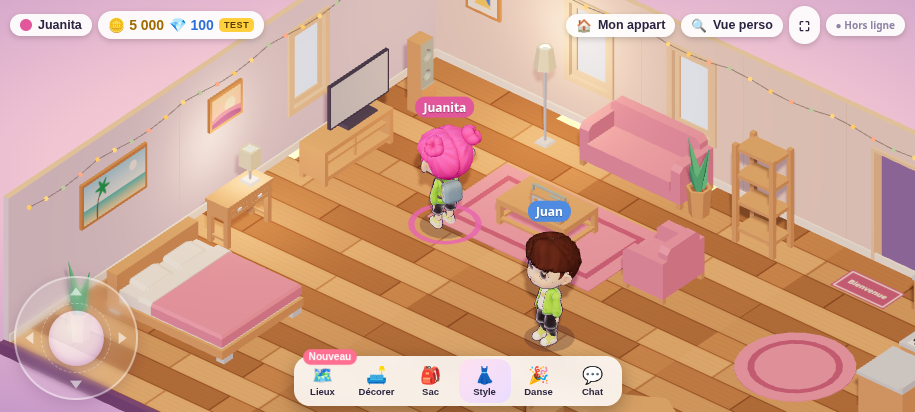 Juanita
5 000
100
TEST
Mon appart
Vue perso
● Hors ligne
Juanita
Juan
Bienvenue
Nouveau
Lieux
Décorer
Sac
Style
Danse
Chat